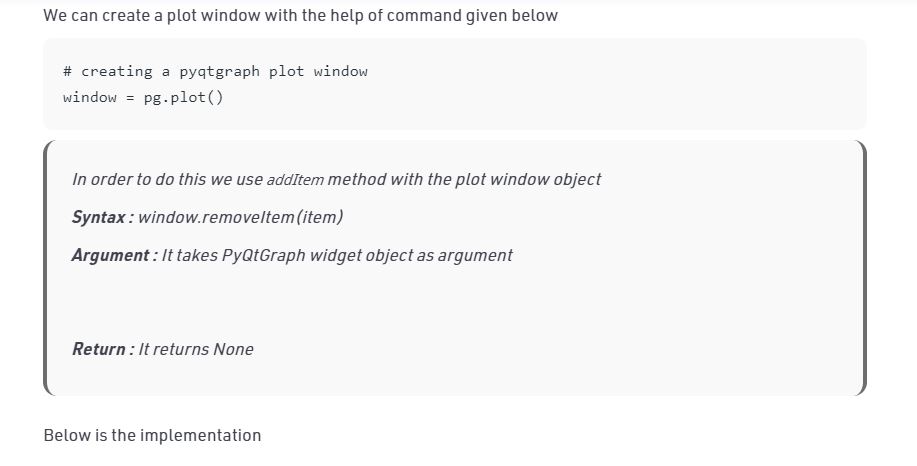 We can create a plot window with the help of command given below
# creating a pyqtgraph plot window
window = pg.plot()
In order to do this we use addItem method with the plot window object
Syntax : window.removeItem(item)
Argument : It takes PyQtGraph widget object as argument
Return : It returns None
Below is the implementation